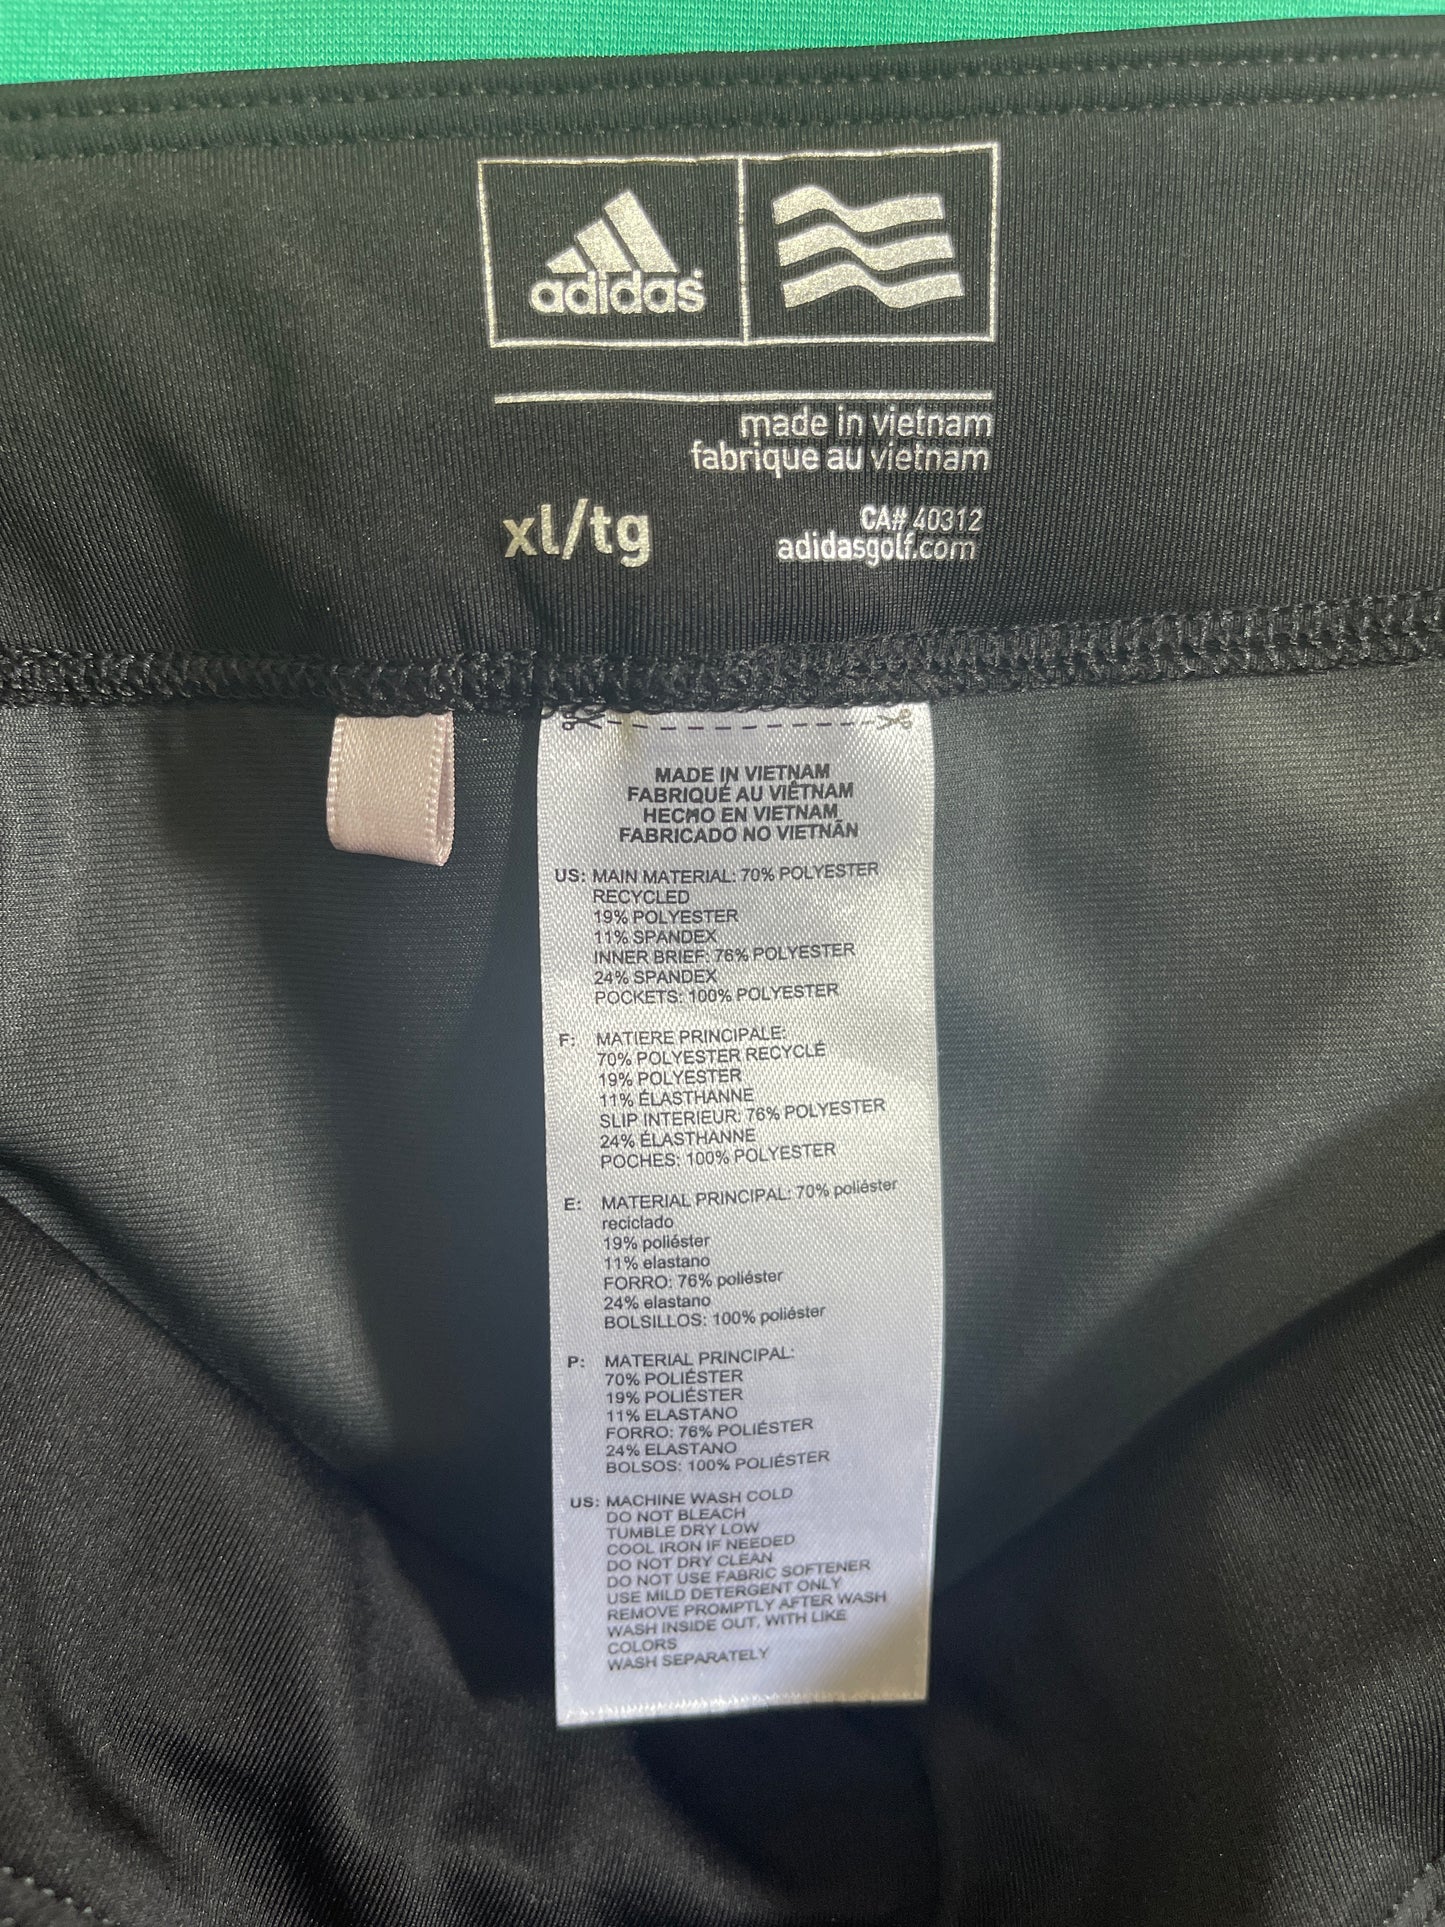 adidas
made in vietnam
fabrique au vietnam
xl/tg
CA# 40312
adidasgolf.com
MADE IN VIETNAM
FABRIQUÉ AU VIÊTNAM
HECHO EN VIETNAM
FABRICADO NO VIETNÃN
US: MAIN MATERIAL: 70% POLYESTER
RECYCLED
19% POLYESTER
11% SPANDEX
INNER BRIEF: 76% POLYESTER
24% SPANDEX
POCKETS: 100% POLYESTER
F: MATIERE PRINCIPALE:
70% POLYESTER RECYCLÉ
19% POLYESTER
11% ÉLASTHANNE
SLIP INTERIEUR: 76% POLYESTER
24% ÉLASTHANNE
POCHES: 100% POLYESTER
E: MATERIAL PRINCIPAL: 70% poliéster
reciclado
19% poliéster
11% elastano
FORRO: 76% poliéster
24% elastano
BOLSILLOS: 100% poliéster
P: MATERIAL PRINCIPAL:
70% POLIÉSTER
19% POLIÉSTER
11% ELASTANO
FORRO: 76% POLIÉSTER
24% ELASTANO
BOLSOS: 100% POLIÉSTER
US: MACHINE WASH COLD
DO NOT BLEACH
TUMBLE DRY LOW
COOL IRON IF NEEDED
DO NOT DRY CLEAN
DO NOT USE FABRIC SOFTENER
USE MILD DETERGENT ONLY
REMOVE PROMPTLY AFTER WASH
WASH INSIDE OUT, WITH LIKE
COLORS
WASH SEPARATELY